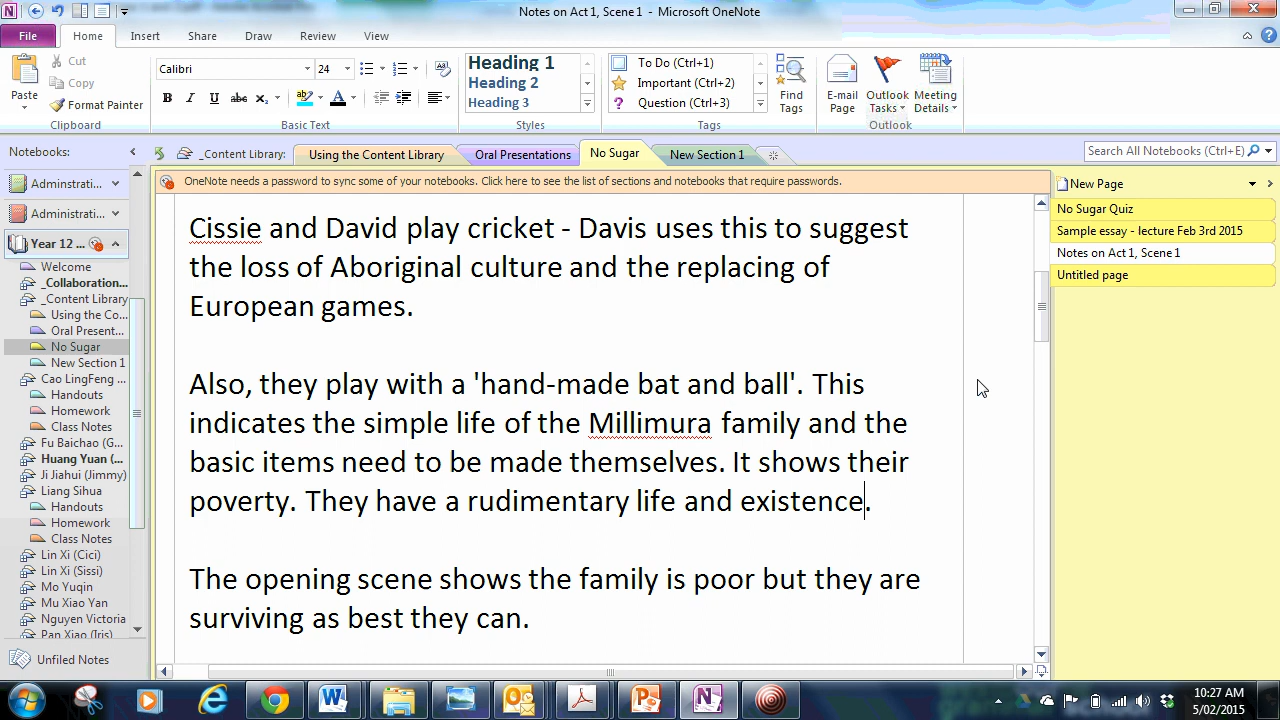 Notes on Act 1, Scene 1 - Microsoft OneNote
File Home Insert Share Draw Review View
Paste
Cut
Copy
Format Painter
Clipboard
Calibri 24
B I U abc x₂ A
Basic Text
Heading 1
Heading 2
Heading 3
Styles
To Do (Ctrl+1)
Important (Ctrl+2)
Question (Ctrl+3)
Tags
Find
Tags
E-mail
Page
Outlook
Tasks
Meeting
Details
Outlook
Notebooks:
_Content Library: Using the Content Library Oral Presentations No Sugar New Section 1
Search All Notebooks (Ctrl+E)
OneNote needs a password to sync some of your notebooks. Click here to see the list of sections and notebooks that require passwords.
Adminstrati...
Administrati...
Year 12 ...
Welcome
_Collaboration...
_Content Library
Using the Co...
Oral Present...
No Sugar
New Section 1
Cao LingFeng ...
Handouts
Homework
Class Notes
Fu Baichao (G...
Huang Yuan (...
Ji Jiahui (Jimmy)
Liang Sihua
Handouts
Homework
Class Notes
Lin Xi (Cici)
Lin Xi (Sissi)
Mo Yuqin
Mu Xiao Yan
Nguyen Victoria
Pan Xiao (Iris)
Unfiled Notes
Cissie and David play cricket - Davis uses this to suggest
the loss of Aboriginal culture and the replacing of
European games.
Also, they play with a 'hand-made bat and ball'. This
indicates the simple life of the Millimura family and the
basic items need to be made themselves. It shows their
poverty. They have a rudimentary life and existence.
The opening scene shows the family is poor but they are
surviving as best they can.
New Page
No Sugar Quiz
Sample essay - lecture Feb 3rd 2015
Notes on Act 1, Scene 1
Untitled page
10:27 AM
5/02/2015